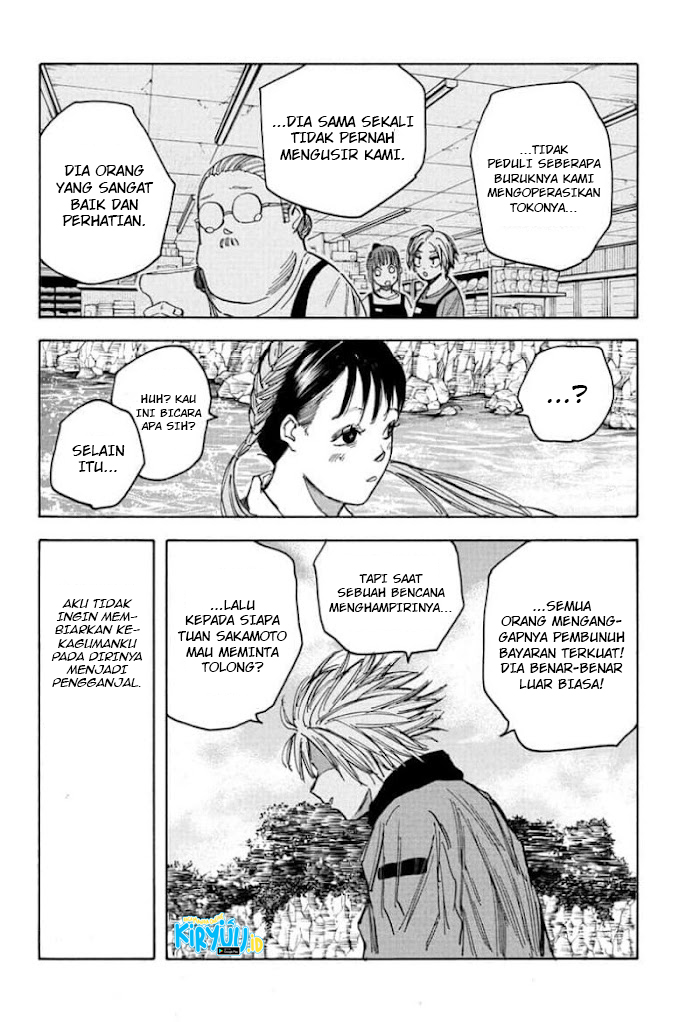 ...TIDAK
PEDULI SEBERAPA
BURUKNYA KAMI
MENGOPERASIKAN
TOKONYA...
...DIA SAMA SEKALI
TIDAK PERNAH
MENGUSIR KAMI.
DIA ORANG
YANG SANGAT
BAIK DAN
PERHATIAN.
...?
HUH? KAU
INI BICARA
APA SIH?
SELAIN
ITU...
...SEMUA
ORANG MENGANG-
GAPNYA PEMBUNUH
BAYARAN TERKUAT!
DIA BENAR-BENAR
LUAR BIASA!
TAPI SAAT
SEBUAH BENCANA
MENGHAMPIRINYA...
...LALU
KEPADA SIAPA
TUAN SAKAMOTO
MAU MEMINTA
TOLONG?
AKU TIDAK
INGIN MEM-
BIARKAN KE-
KAGUMANKU
PADA DIRINYA
MENJADI
PENGGANJAL.
KIRYUU.ID